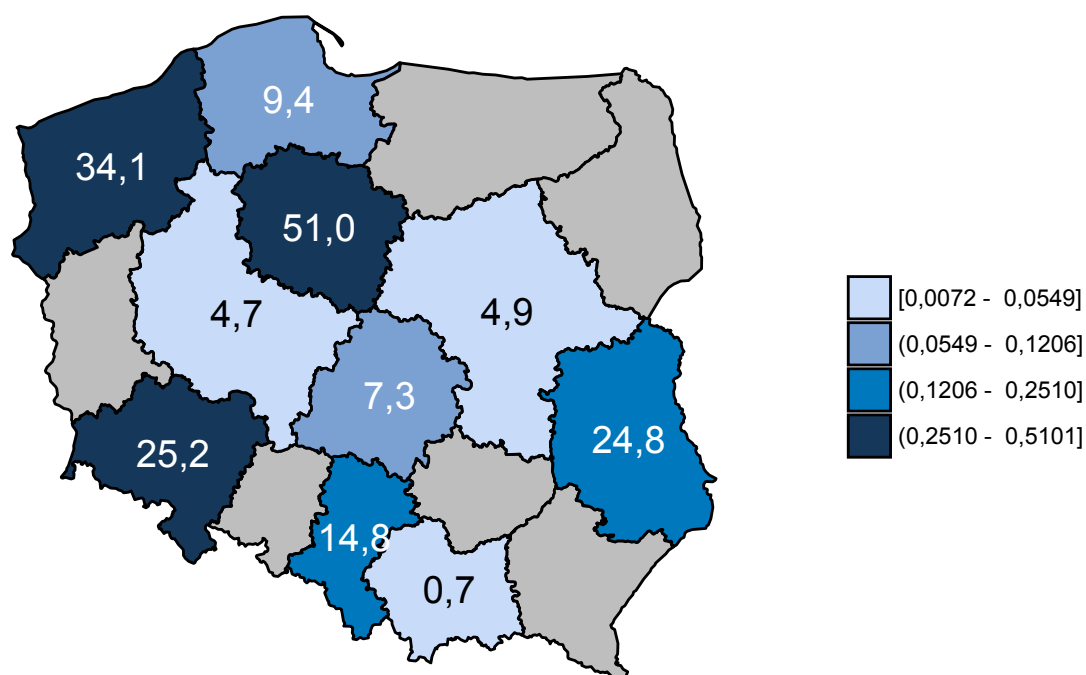 9,4
34,1
51,0
4,7
4,9
7,3
24,8
25,2
14,8
0,7
[0,0072 - 0,0549]
(0,0549 - 0,1206]
(0,1206 - 0,2510]
(0,2510 - 0,5101]